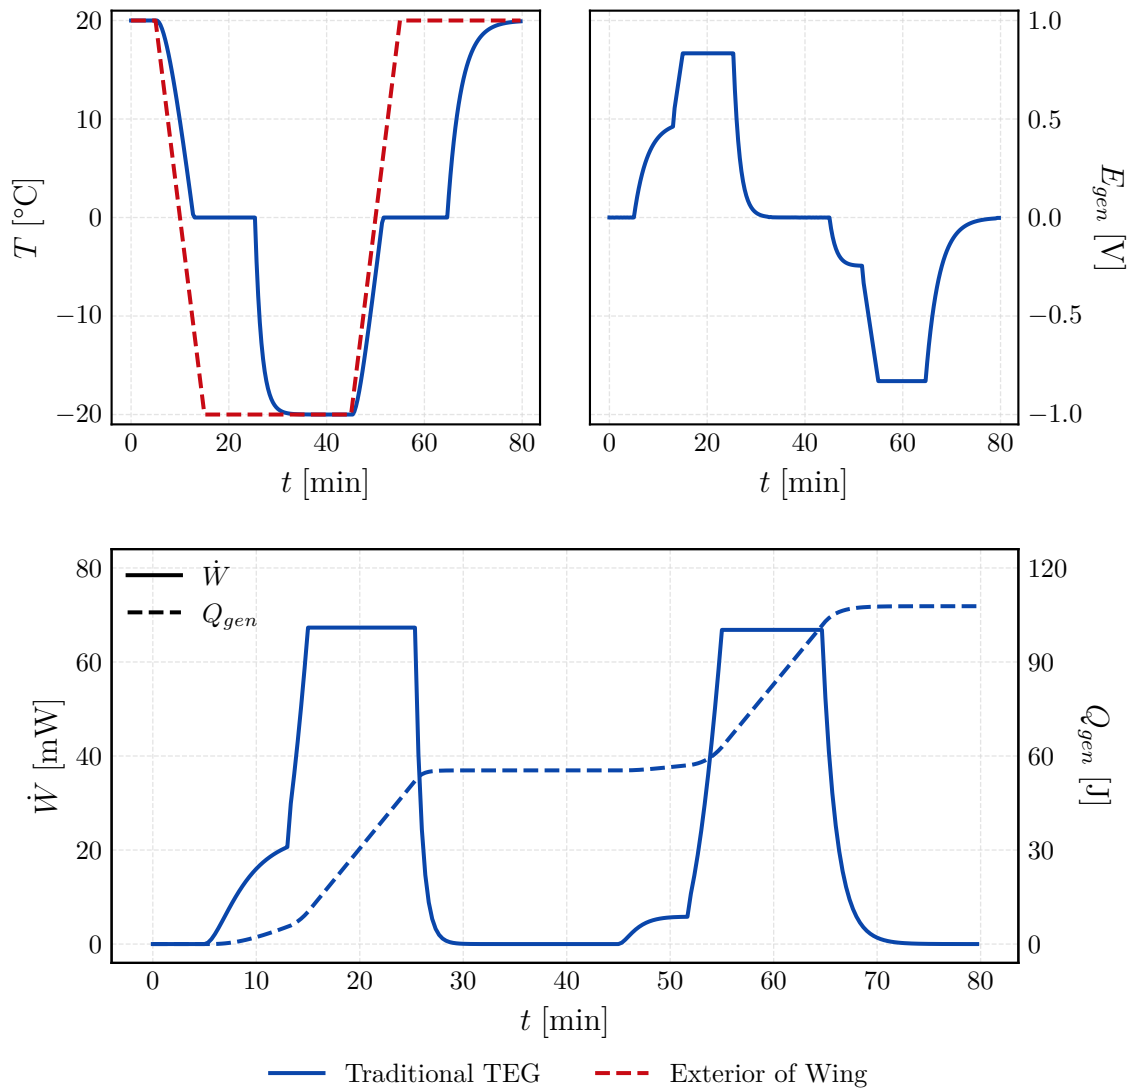 20
10
0
−10
−20
T [°C]
0 20 40 60 80
t [min]
1.0
0.5
0.0
−0.5
−1.0
E_gen [V]
0 20 40 60 80
t [min]
Ẇ
Q_gen
80
60
40
20
0
Ẇ [mW]
120
90
60
30
0
Q_gen [J]
0 10 20 30 40 50 60 70 80
t [min]
Traditional TEG Exterior of Wing